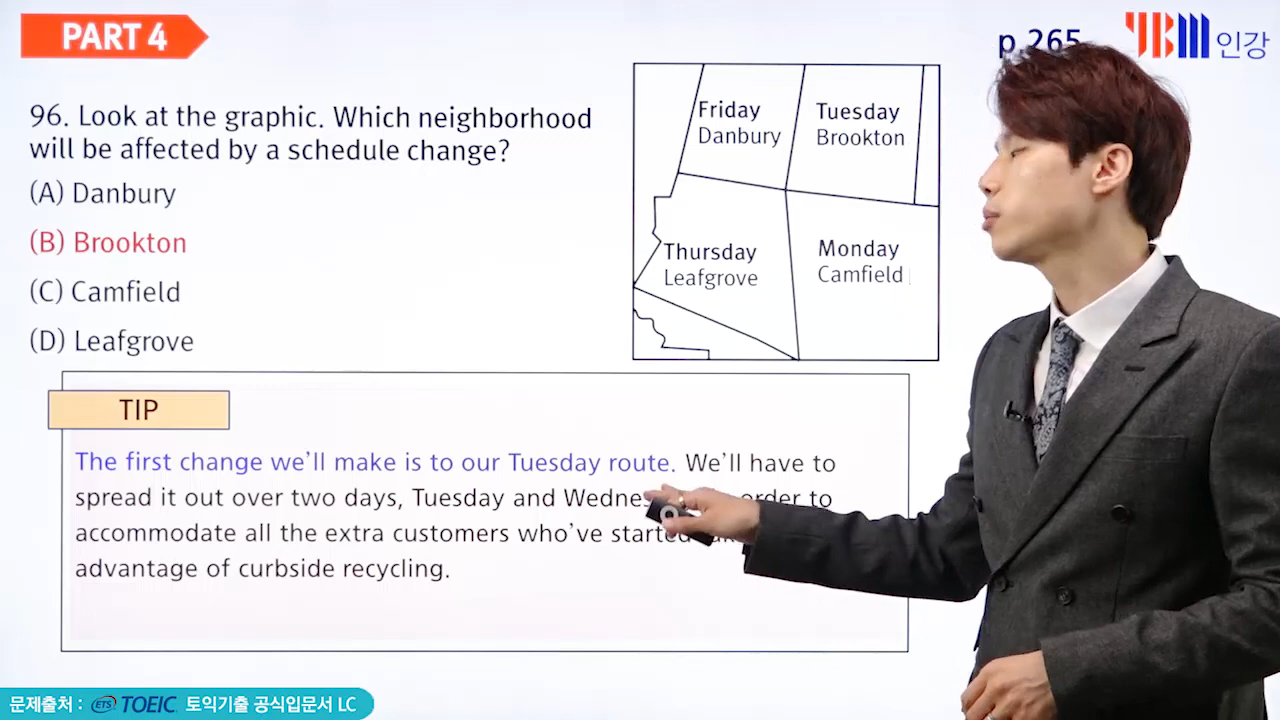 PART 4
p.265
YBM 인강
96. Look at the graphic. Which neighborhood
will be affected by a schedule change?
(A) Danbury
(B) Brookton
(C) Camfield
(D) Leafgrove
Friday
Danbury
Tuesday
Brookton
Thursday
Leafgrove
Monday
Camfield
TIP
The first change we'll make is to our Tuesday route. We'll have to
spread it out over two days, Tuesday and order to
accommodate all the extra customers who've started
advantage of curbside recycling.
문제출처 : ETS TOEIC 토익기출 공식입문서 LC